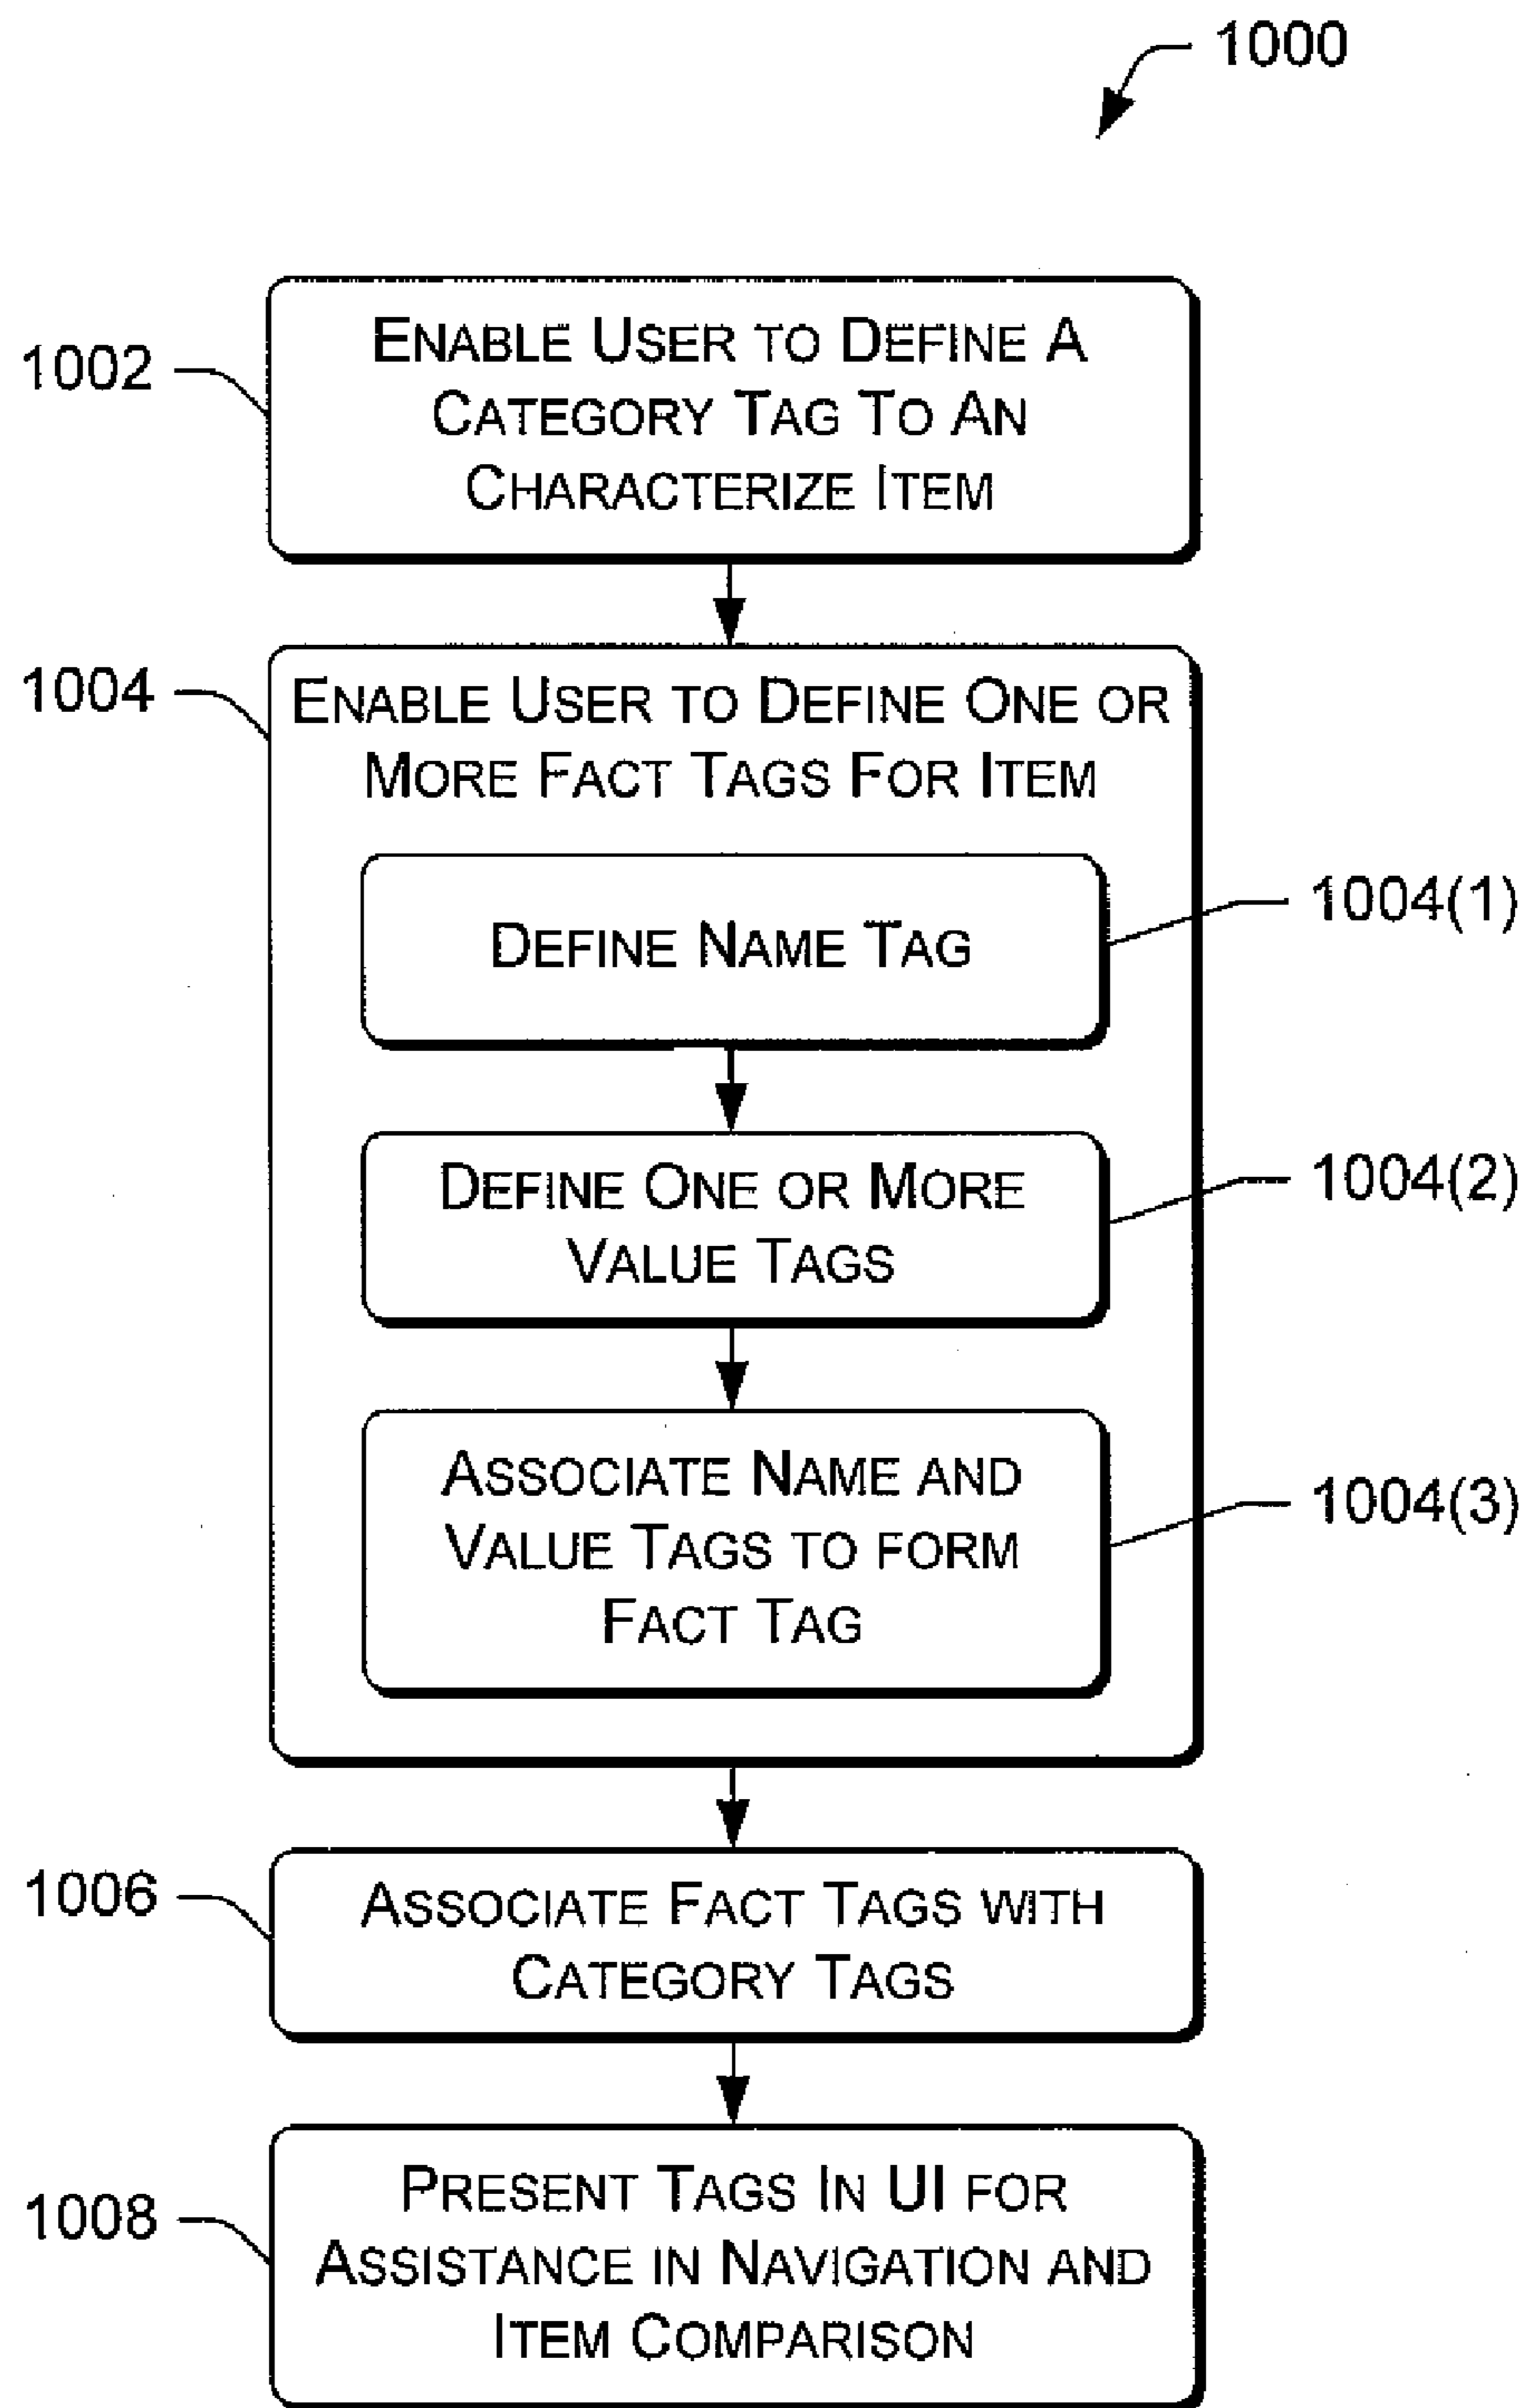 1000
1002
ENABLE USER TO DEFINE A
CATEGORY TAG TO AN
CHARACTERIZE ITEM
1004
ENABLE USER TO DEFINE ONE OR
MORE FACT TAGS FOR ITEM
DEFINE NAME TAG
1004(1)
DEFINE ONE OR MORE
VALUE TAGS
1004(2)
ASSOCIATE NAME AND
VALUE TAGS TO FORM
FACT TAG
1004(3)
1006
ASSOCIATE FACT TAGS WITH
CATEGORY TAGS
1008
PRESENT TAGS IN UI FOR
ASSISTANCE IN NAVIGATION AND
ITEM COMPARISON